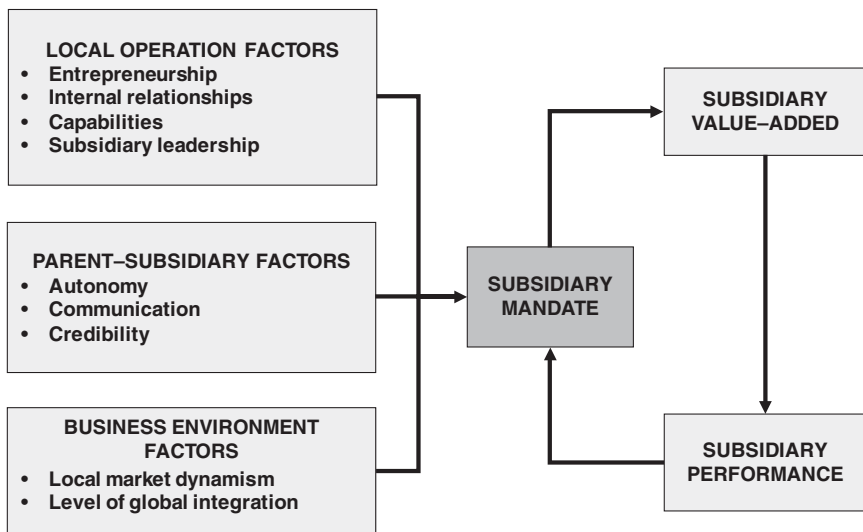 LOCAL OPERATION FACTORS
• Entrepreneurship
• Internal relationships
• Capabilities
• Subsidiary leadership
PARENT–SUBSIDIARY FACTORS
• Autonomy
• Communication
• Credibility
BUSINESS ENVIRONMENT
FACTORS
• Local market dynamism
• Level of global integration
SUBSIDIARY
MANDATE
SUBSIDIARY
VALUE–ADDED
SUBSIDIARY
PERFORMANCE